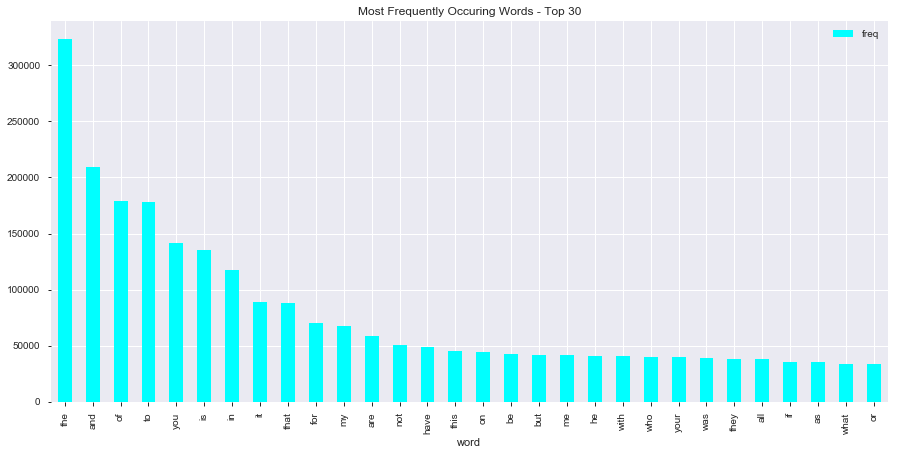 Most Frequently Occuring Words - Top 30
freq
300000
250000
200000
150000
100000
50000
0
the and of to you is in it that for my are not have this on be but me he with who your was they all if as what or
word